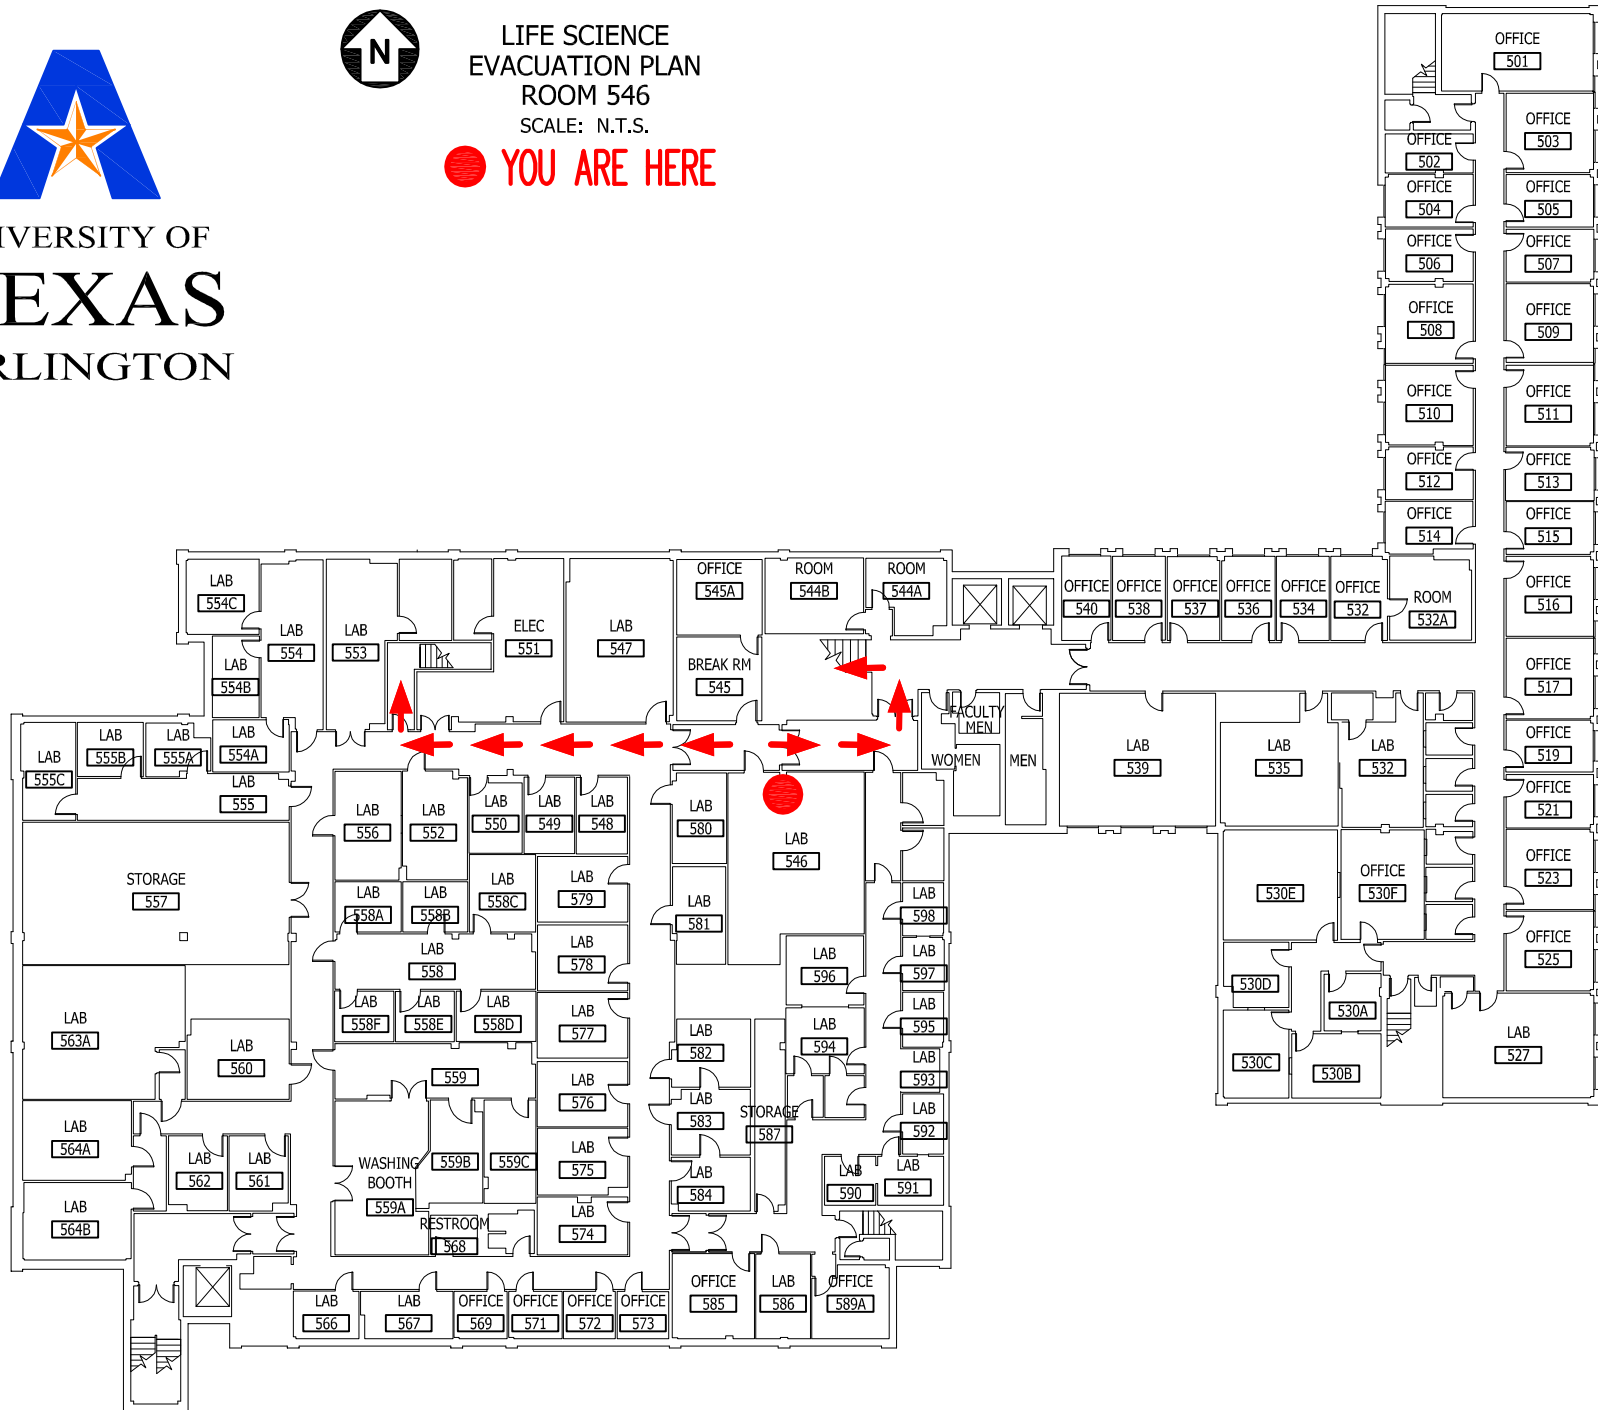 N
LIFE SCIENCE
EVACUATION PLAN
ROOM 546
SCALE: N.T.S.
YOU ARE HERE
IVERSITY OF
EXAS
RLINGTON
OFFICE
501
OFFICE
503
OFFICE
502
OFFICE
504
OFFICE
505
OFFICE
506
OFFICE
507
OFFICE
508
OFFICE
509
OFFICE
510
OFFICE
511
OFFICE
512
OFFICE
513
OFFICE
514
OFFICE
515
OFFICE
516
OFFICE
517
OFFICE
519
OFFICE
521
OFFICE
523
OFFICE
525
LAB
527
LAB
554C
LAB
554
LAB
553
LAB
554B
ELEC
551
LAB
547
OFFICE
545A
BREAK RM
545
ROOM
544B
ROOM
544A
OFFICE
540
OFFICE
538
OFFICE
537
OFFICE
536
OFFICE
534
OFFICE
532
ROOM
532A
FACULTY
MEN
WOMEN
MEN
LAB
539
LAB
535
LAB
532
530E
OFFICE
530F
530D
530A
530C
530B
LAB
555C
LAB
555B
LAB
555A
LAB
554A
LAB
555
LAB
556
LAB
552
LAB
550
LAB
549
LAB
548
LAB
580
LAB
546
STORAGE
557
LAB
558A
LAB
558B
LAB
558C
LAB
579
LAB
581
LAB
598
LAB
558
LAB
578
LAB
596
LAB
597
LAB
558F
LAB
558E
LAB
558D
LAB
577
LAB
595
LAB
563A
LAB
560
559
LAB
576
LAB
582
LAB
594
LAB
593
LAB
583
STORAGE
587
LAB
592
LAB
564A
LAB
562
LAB
561
WASHING
BOOTH
559A
559B
559C
LAB
575
LAB
584
LAB
590
LAB
591
LAB
564B
RESTROOM
568
LAB
574
LAB
566
LAB
567
OFFICE
569
OFFICE
571
OFFICE
572
OFFICE
573
OFFICE
585
LAB
586
OFFICE
589A